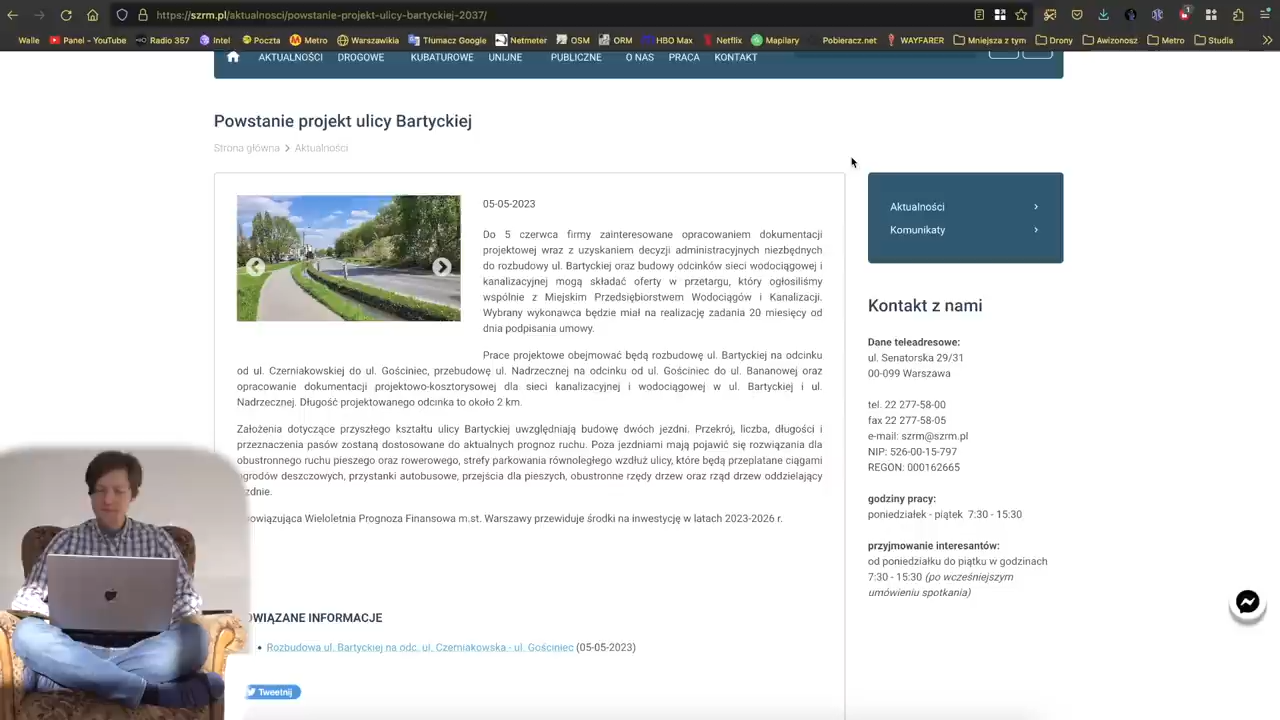 https://szrm.pl/aktualnosci/powstanie-projekt-ulicy-bartyckiej-2037/
Walle Panel - YouTube Radio 357 Intel Poczta Metro Warszawikia Tłumacz Google Netmeter OSM ORM HBO Max Netflix Mapilary Pobieracz.net WAYFARER Mniejsza z tym Drony Awizonosz Metro Studia
AKTUALNOŚCI DROGOWE KUBATUROWE UNIJNE PUBLICZNE O NAS PRACA KONTAKT
Powstanie projekt ulicy Bartyckiej
Strona główna > Aktualności
05-05-2023
Do 5 czerwca firmy zainteresowane opracowaniem dokumentacji
projektowej wraz z uzyskaniem decyzji administracyjnych niezbędnych
do rozbudowy ul. Bartyckiej oraz budowy odcinków sieci wodociągowej i
kanalizacyjnej mogą składać oferty w przetargu, który ogłosiliśmy
wspólnie z Miejskim Przedsiębiorstwem Wodociągów i Kanalizacji.
Wybrany wykonawca będzie miał na realizację zadania 20 miesięcy od
dnia podpisania umowy.
Prace projektowe obejmować będą rozbudowę ul. Bartyckiej na odcinku
od ul. Czerniakowskiej do ul. Gościniec, przebudowę ul. Nadrzecznej na odcinku od ul. Gościniec do ul. Bananowej oraz
opracowanie dokumentacji projektowo-kosztorysowej dla sieci kanalizacyjnej i wodociągowej w ul. Bartyckiej i ul.
Nadrzecznej. Długość projektowanego odcinka to około 2 km.
Założenia dotyczące przyszłego kształtu ulicy Bartyckiej uwzględniają budowę dwóch jezdni. Przekrój, liczba, długości i
przeznaczenia pasów zostaną dostosowane do aktualnych prognoz ruchu. Poza jezdniami mają pojawić się rozwiązania dla
obustronnego ruchu pieszego oraz rowerowego, strefy parkowania równoległego wzdłuż ulicy, które będą przeplatane ciągami
ogrodów deszczowych, przystanki autobusowe, przejścia dla pieszych, obustronne rzędy drzew oraz rząd drzew oddzielający
zdnie.
owiązująca Wieloletnia Prognoza Finansowa m.st. Warszawy przewiduje środki na inwestycję w latach 2023-2026 r.
OWIĄZANE INFORMACJE
• Rozbudowa ul. Bartyckiej na odc. ul. Czerniakowska - ul. Gościniec (05-05-2023)
Tweetnij
Aktualności >
Komunikaty >
Kontakt z nami
Dane teleadresowe:
ul. Senatorska 29/31
00-099 Warszawa
tel. 22 277-58-00
fax 22 277-58-05
e-mail: szrm@szrm.pl
NIP: 526-00-15-797
REGON: 000162665
godziny pracy:
poniedziałek - piątek 7:30 - 15:30
przyjmowanie interesantów:
od poniedziałku do piątku w godzinach
7:30 - 15:30 (po wcześniejszym
umówieniu spotkania)